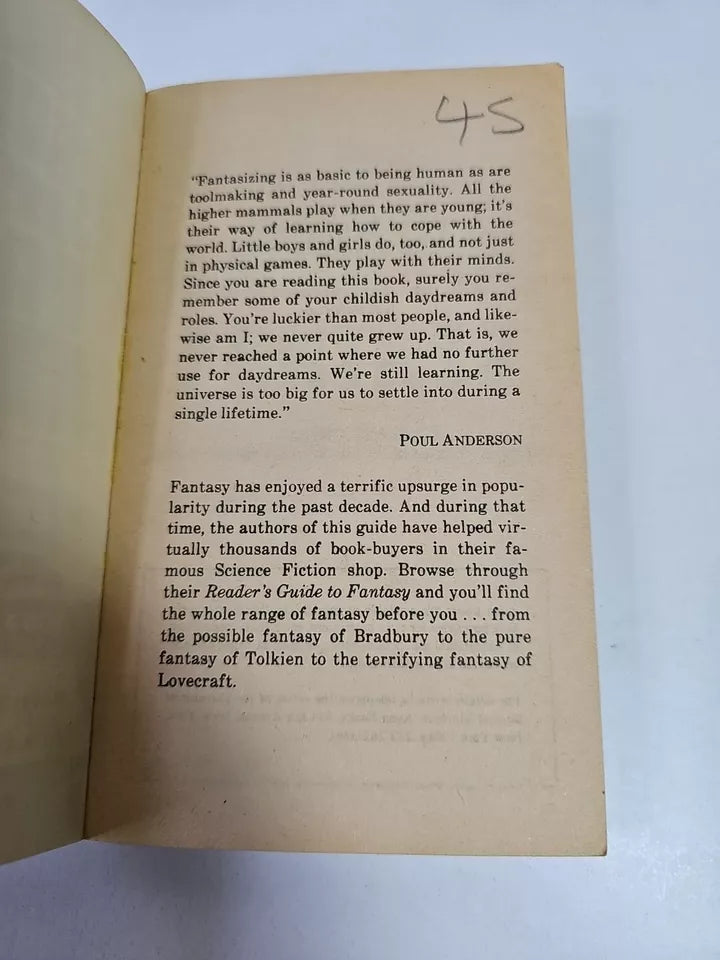 45
"Fantasizing is as basic to being human as are
toolmaking and year-round sexuality. All the
higher mammals play when they are young; it's
their way of learning how to cope with the
world. Little boys and girls do, too, and not just
in physical games. They play with their minds.
Since you are reading this book, surely you re-
member some of your childish daydreams and
roles. You're luckier than most people, and like-
wise am I; we never quite grew up. That is, we
never reached a point where we had no further
use for daydreams. We're still learning. The
universe is too big for us to settle into during a
single lifetime."
POUL ANDERSON
Fantasy has enjoyed a terrific upsurge in popu-
larity during the past decade. And during that
time, the authors of this guide have helped vir-
tually thousands of book-buyers in their fa-
mous Science Fiction shop. Browse through
their Reader's Guide to Fantasy and you'll find
the whole range of fantasy before you . . . from
the possible fantasy of Bradbury to the pure
fantasy of Tolkien to the terrifying fantasy of
Lovecraft.